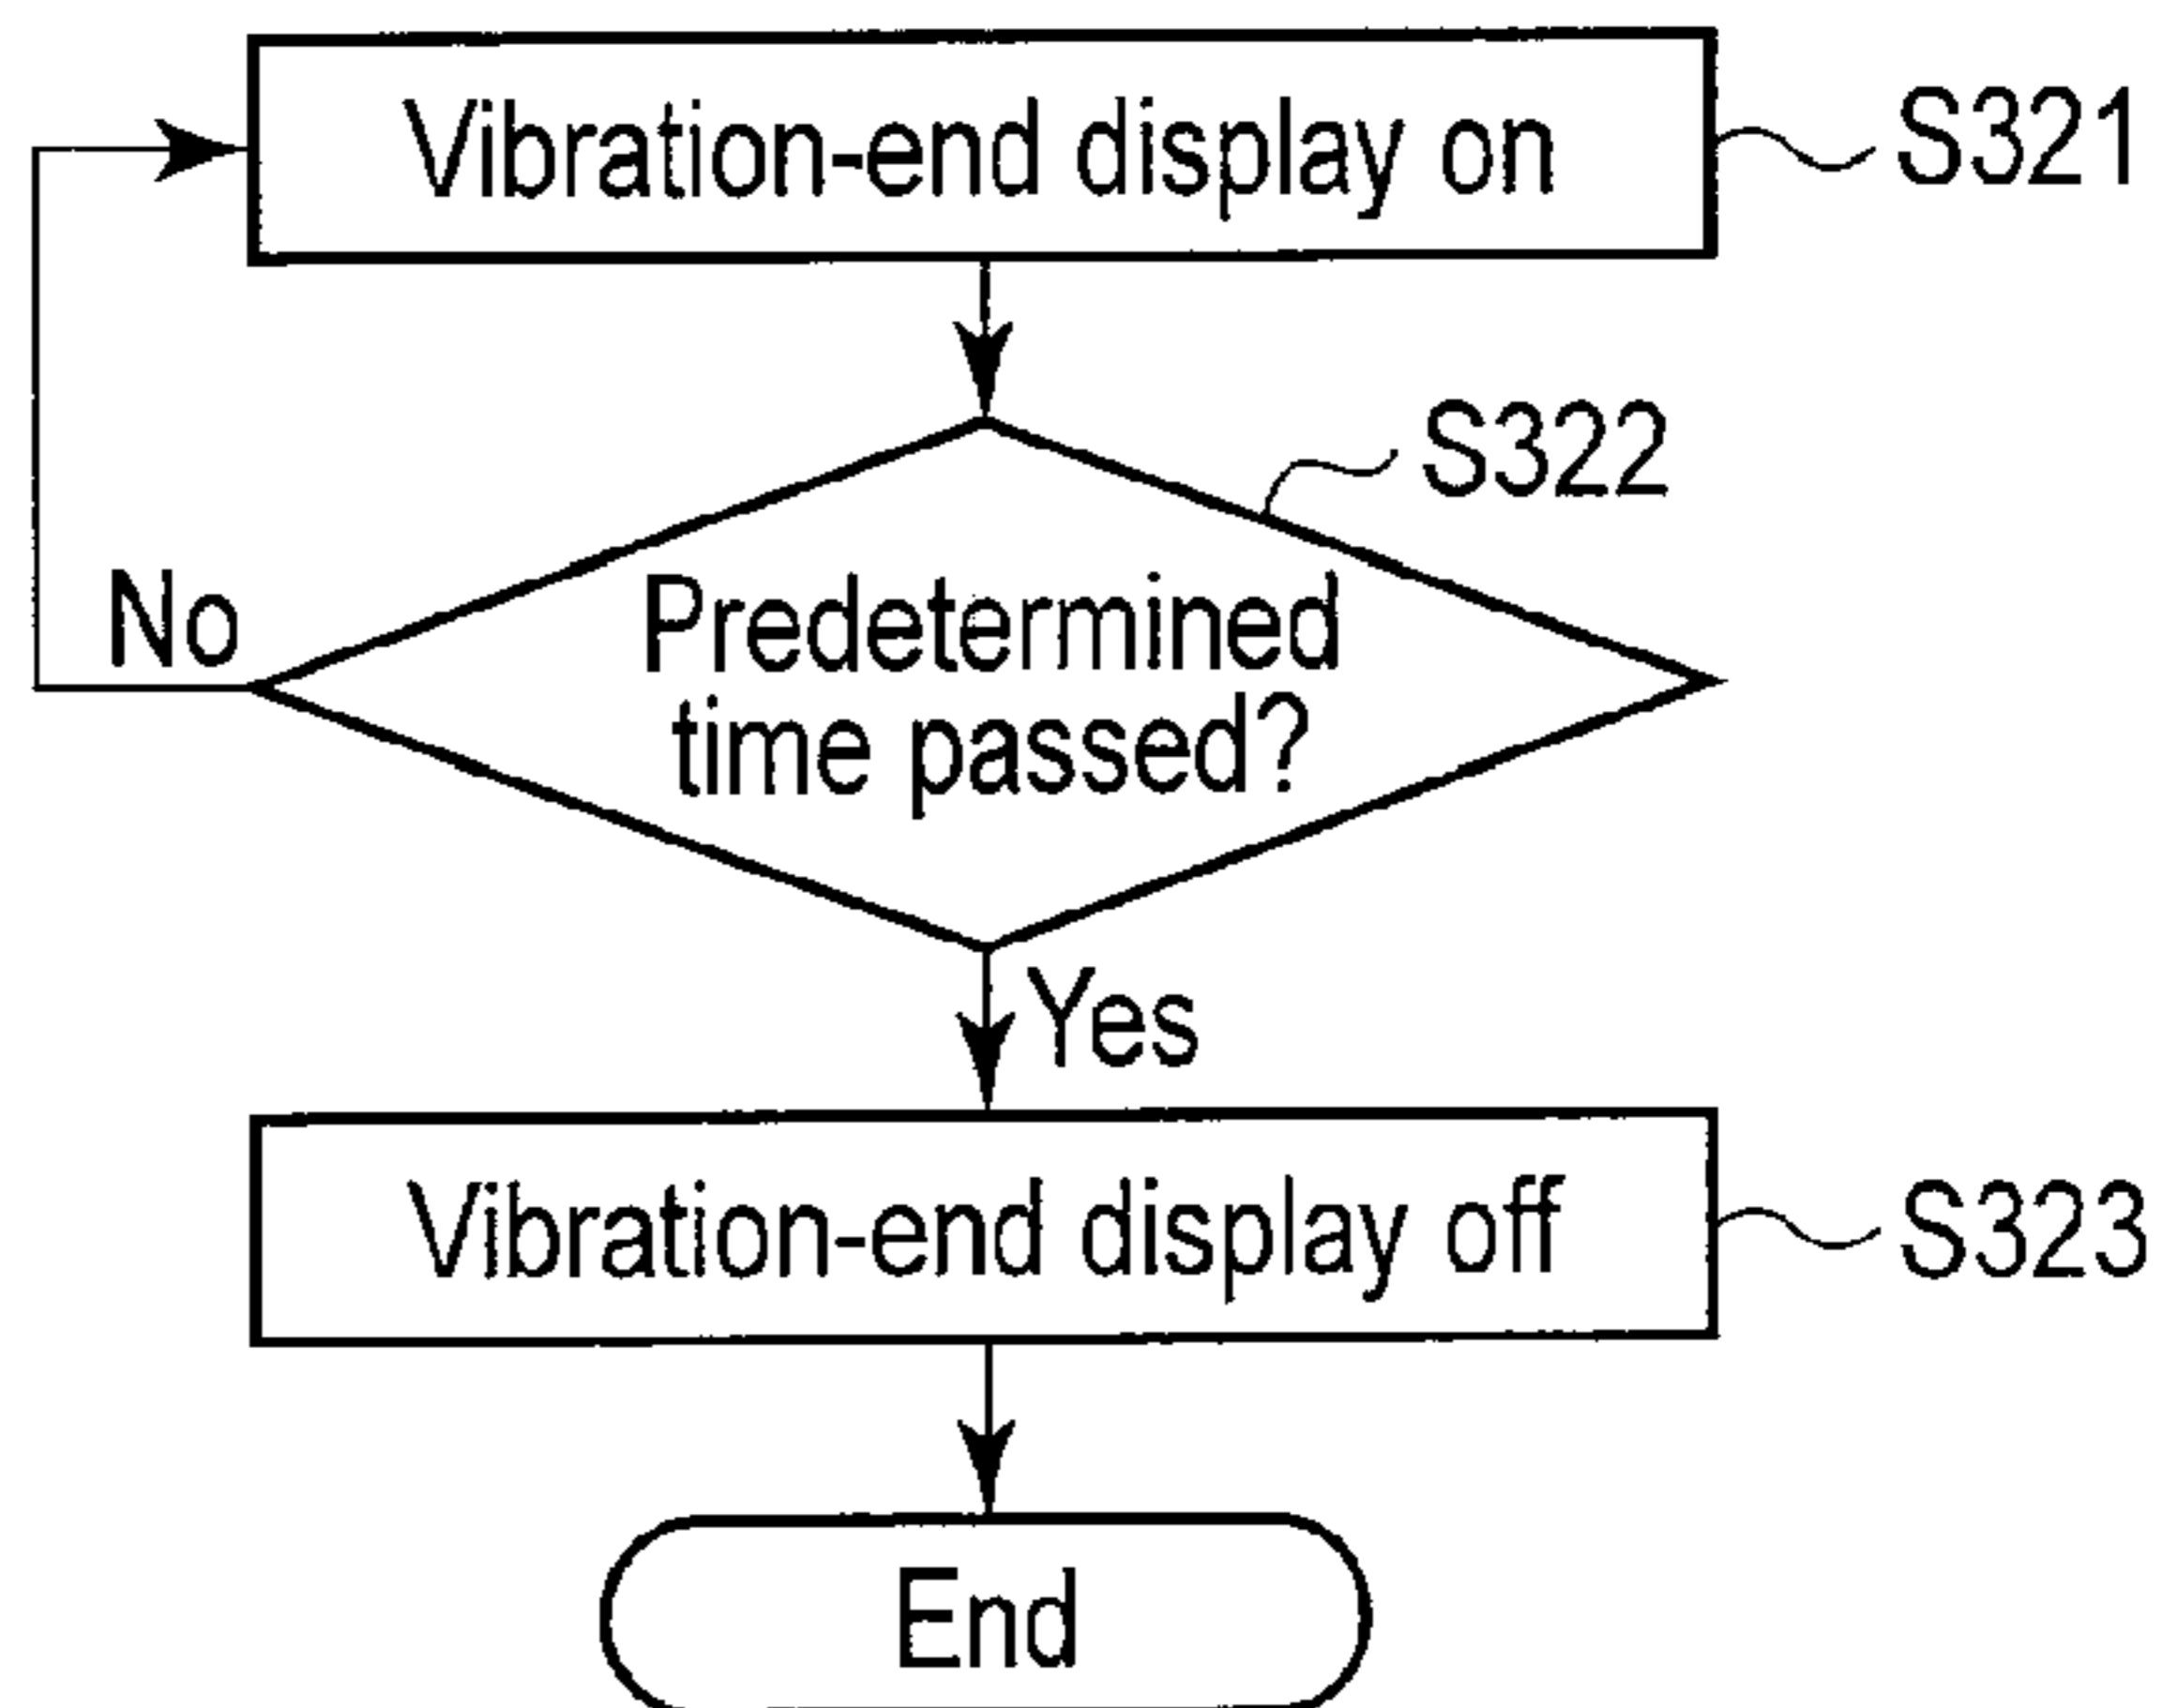 Vibration-end display on
S321
S322
Predetermined
time passed?
No
Yes
Vibration-end display off
S323
End